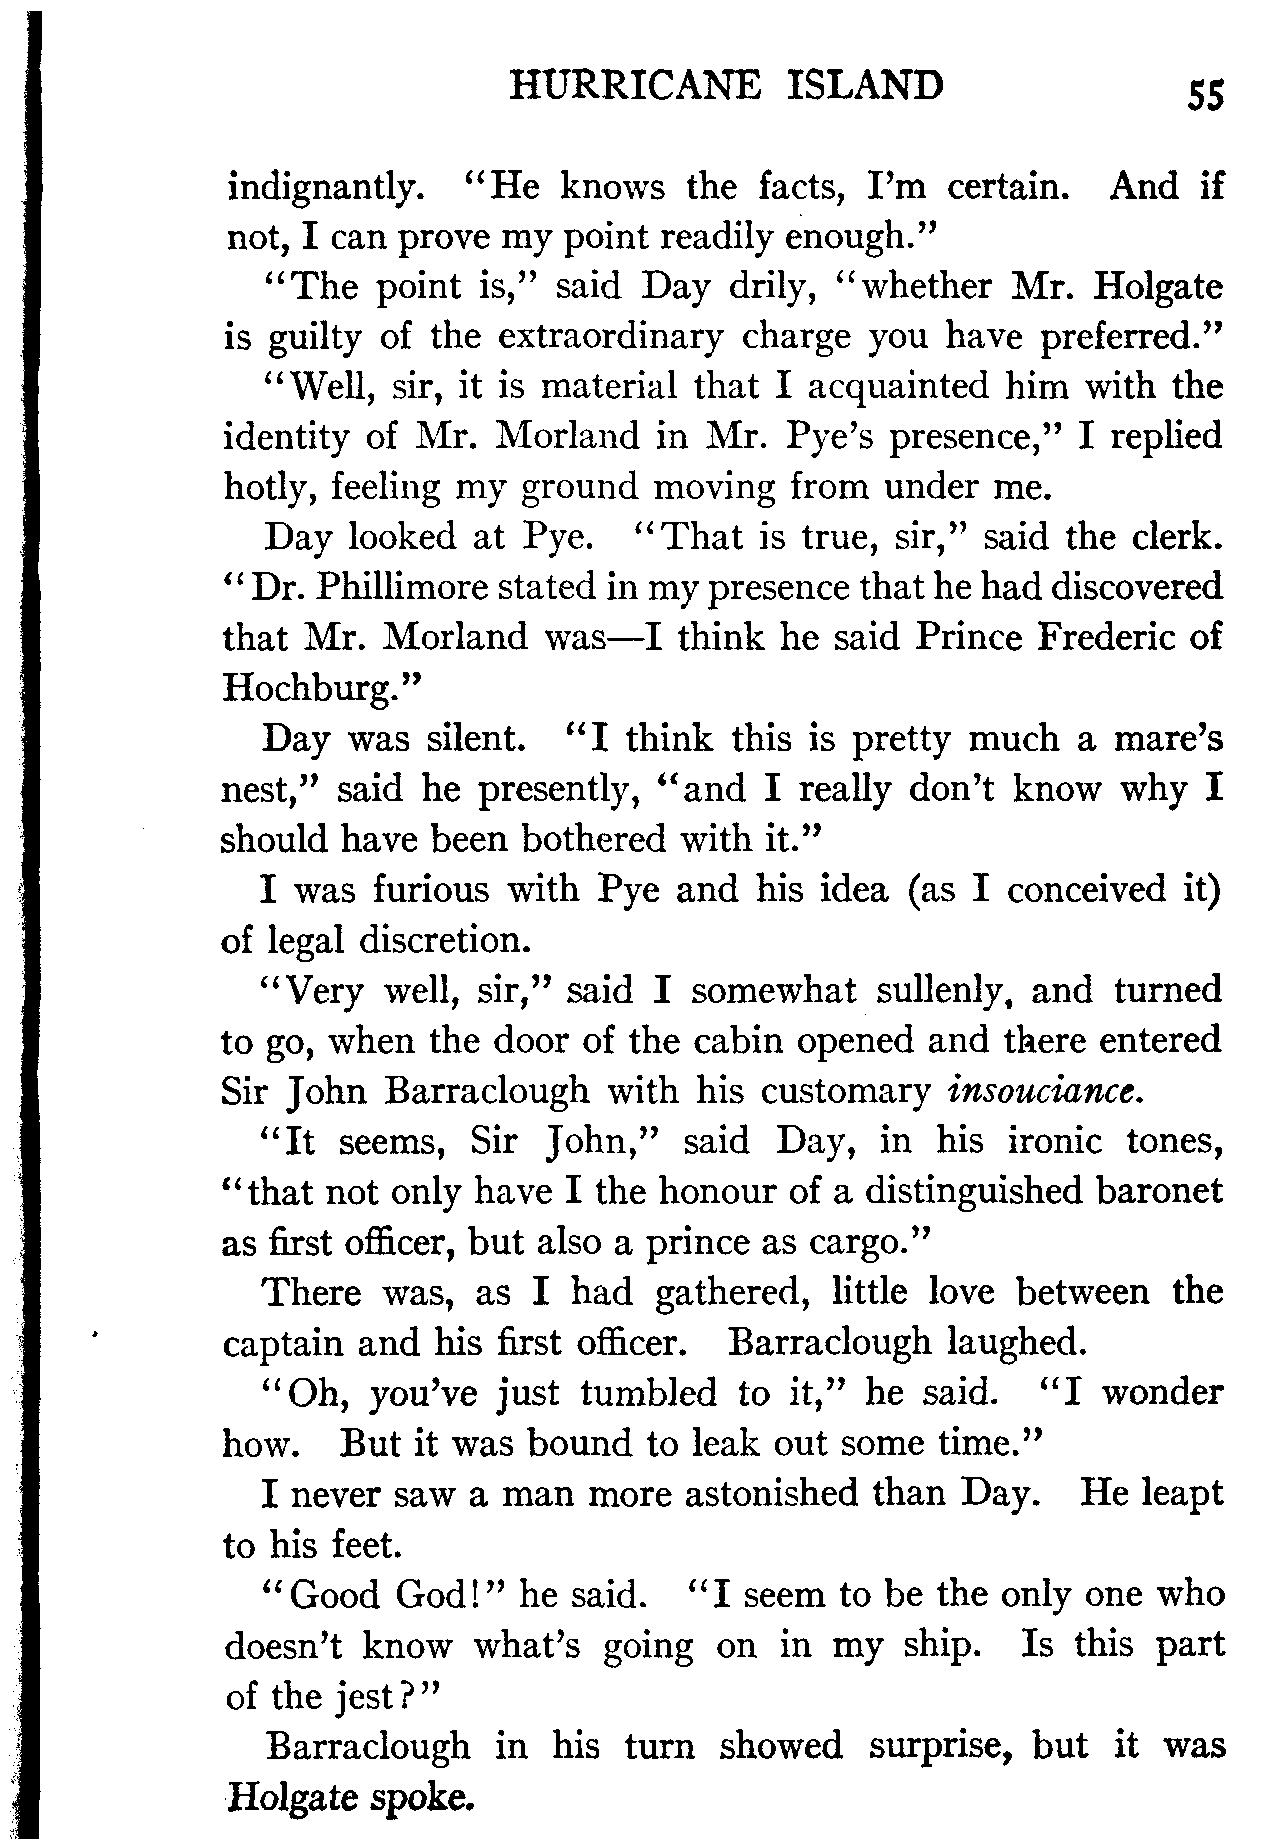 HURRICANE ISLAND 55
indignantly. "He knows the facts, I'm certain. And if
not, I can prove my point readily enough."
"The point is," said Day drily, "whether Mr. Holgate
is guilty of the extraordinary charge you have preferred."
"Well, sir, it is material that I acquainted him with the
identity of Mr. Morland in Mr. Pye's presence," I replied
hotly, feeling my ground moving from under me.
Day looked at Pye. "That is true, sir," said the clerk.
"Dr. Phillimore stated in my presence that he had discovered
that Mr. Morland was—I think he said Prince Frederic of
Hochburg."
Day was silent. "I think this is pretty much a mare's
nest," said he presently, "and I really don't know why I
should have been bothered with it."
I was furious with Pye and his idea (as I conceived it)
of legal discretion.
"Very well, sir," said I somewhat sullenly, and turned
to go, when the door of the cabin opened and there entered
Sir John Barraclough with his customary insouciance.
"It seems, Sir John," said Day, in his ironic tones,
"that not only have I the honour of a distinguished baronet
as first officer, but also a prince as cargo."
There was, as I had gathered, little love between the
captain and his first officer. Barraclough laughed.
"Oh, you've just tumbled to it," he said. "I wonder
how. But it was bound to leak out some time."
I never saw a man more astonished than Day. He leapt
to his feet.
"Good God!" he said. "I seem to be the only one who
doesn't know what's going on in my ship. Is this part
of the jest?"
Barraclough in his turn showed surprise, but it was
Holgate spoke.